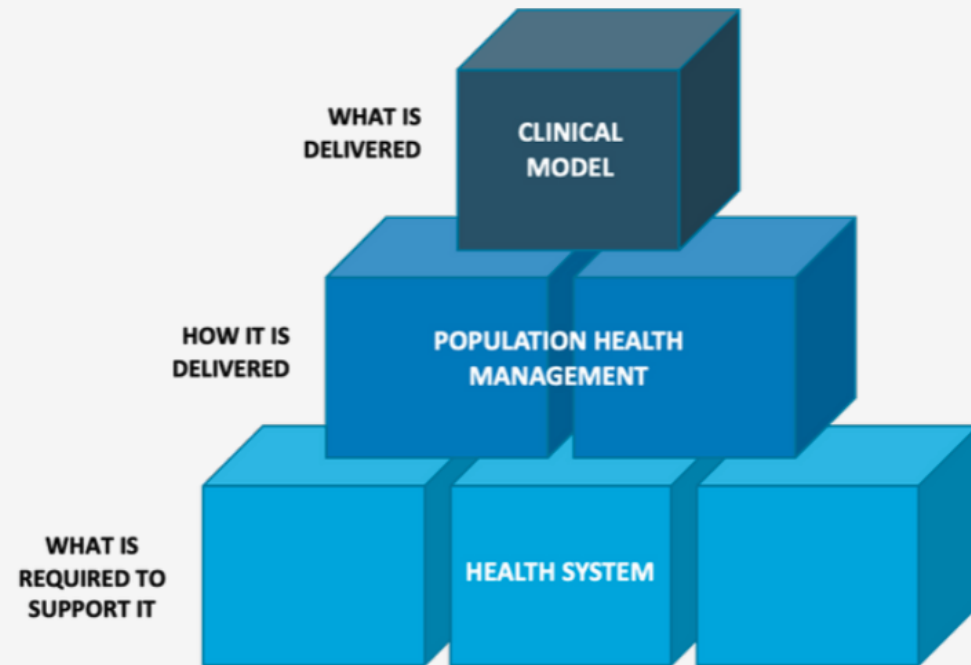 WHAT IS
DELIVERED
CLINICAL
MODEL
HOW IT IS
DELIVERED
POPULATION HEALTH
MANAGEMENT
WHAT IS
REQUIRED TO
SUPPORT IT
HEALTH SYSTEM